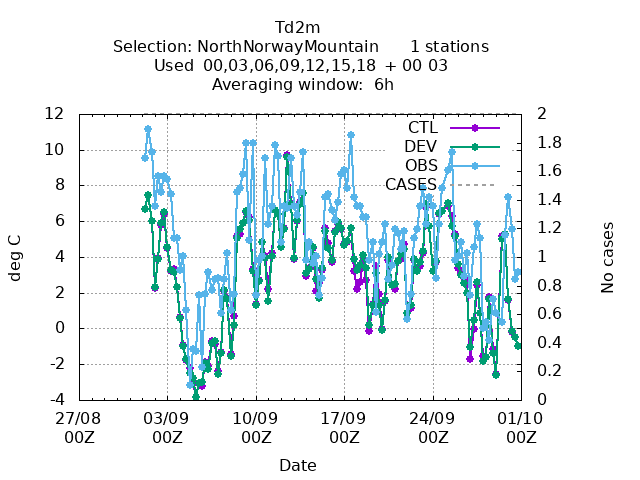 Td2m
Selection: NorthNorwayMountain 1 stations
Used 00,03,06,09,12,15,18 + 00 03
Averaging window: 6h
12 2
10 1.8
8 1.6
6 1.4
4 1.2
2 1
0 0.8
-2 0.6
-4 0.4
0.2
0
CTL
DEV
OBS
CASES
deg C
No cases
27/08 03/09 10/09 17/09 24/09 01/10
00Z 00Z 00Z 00Z 00Z 00Z
Date